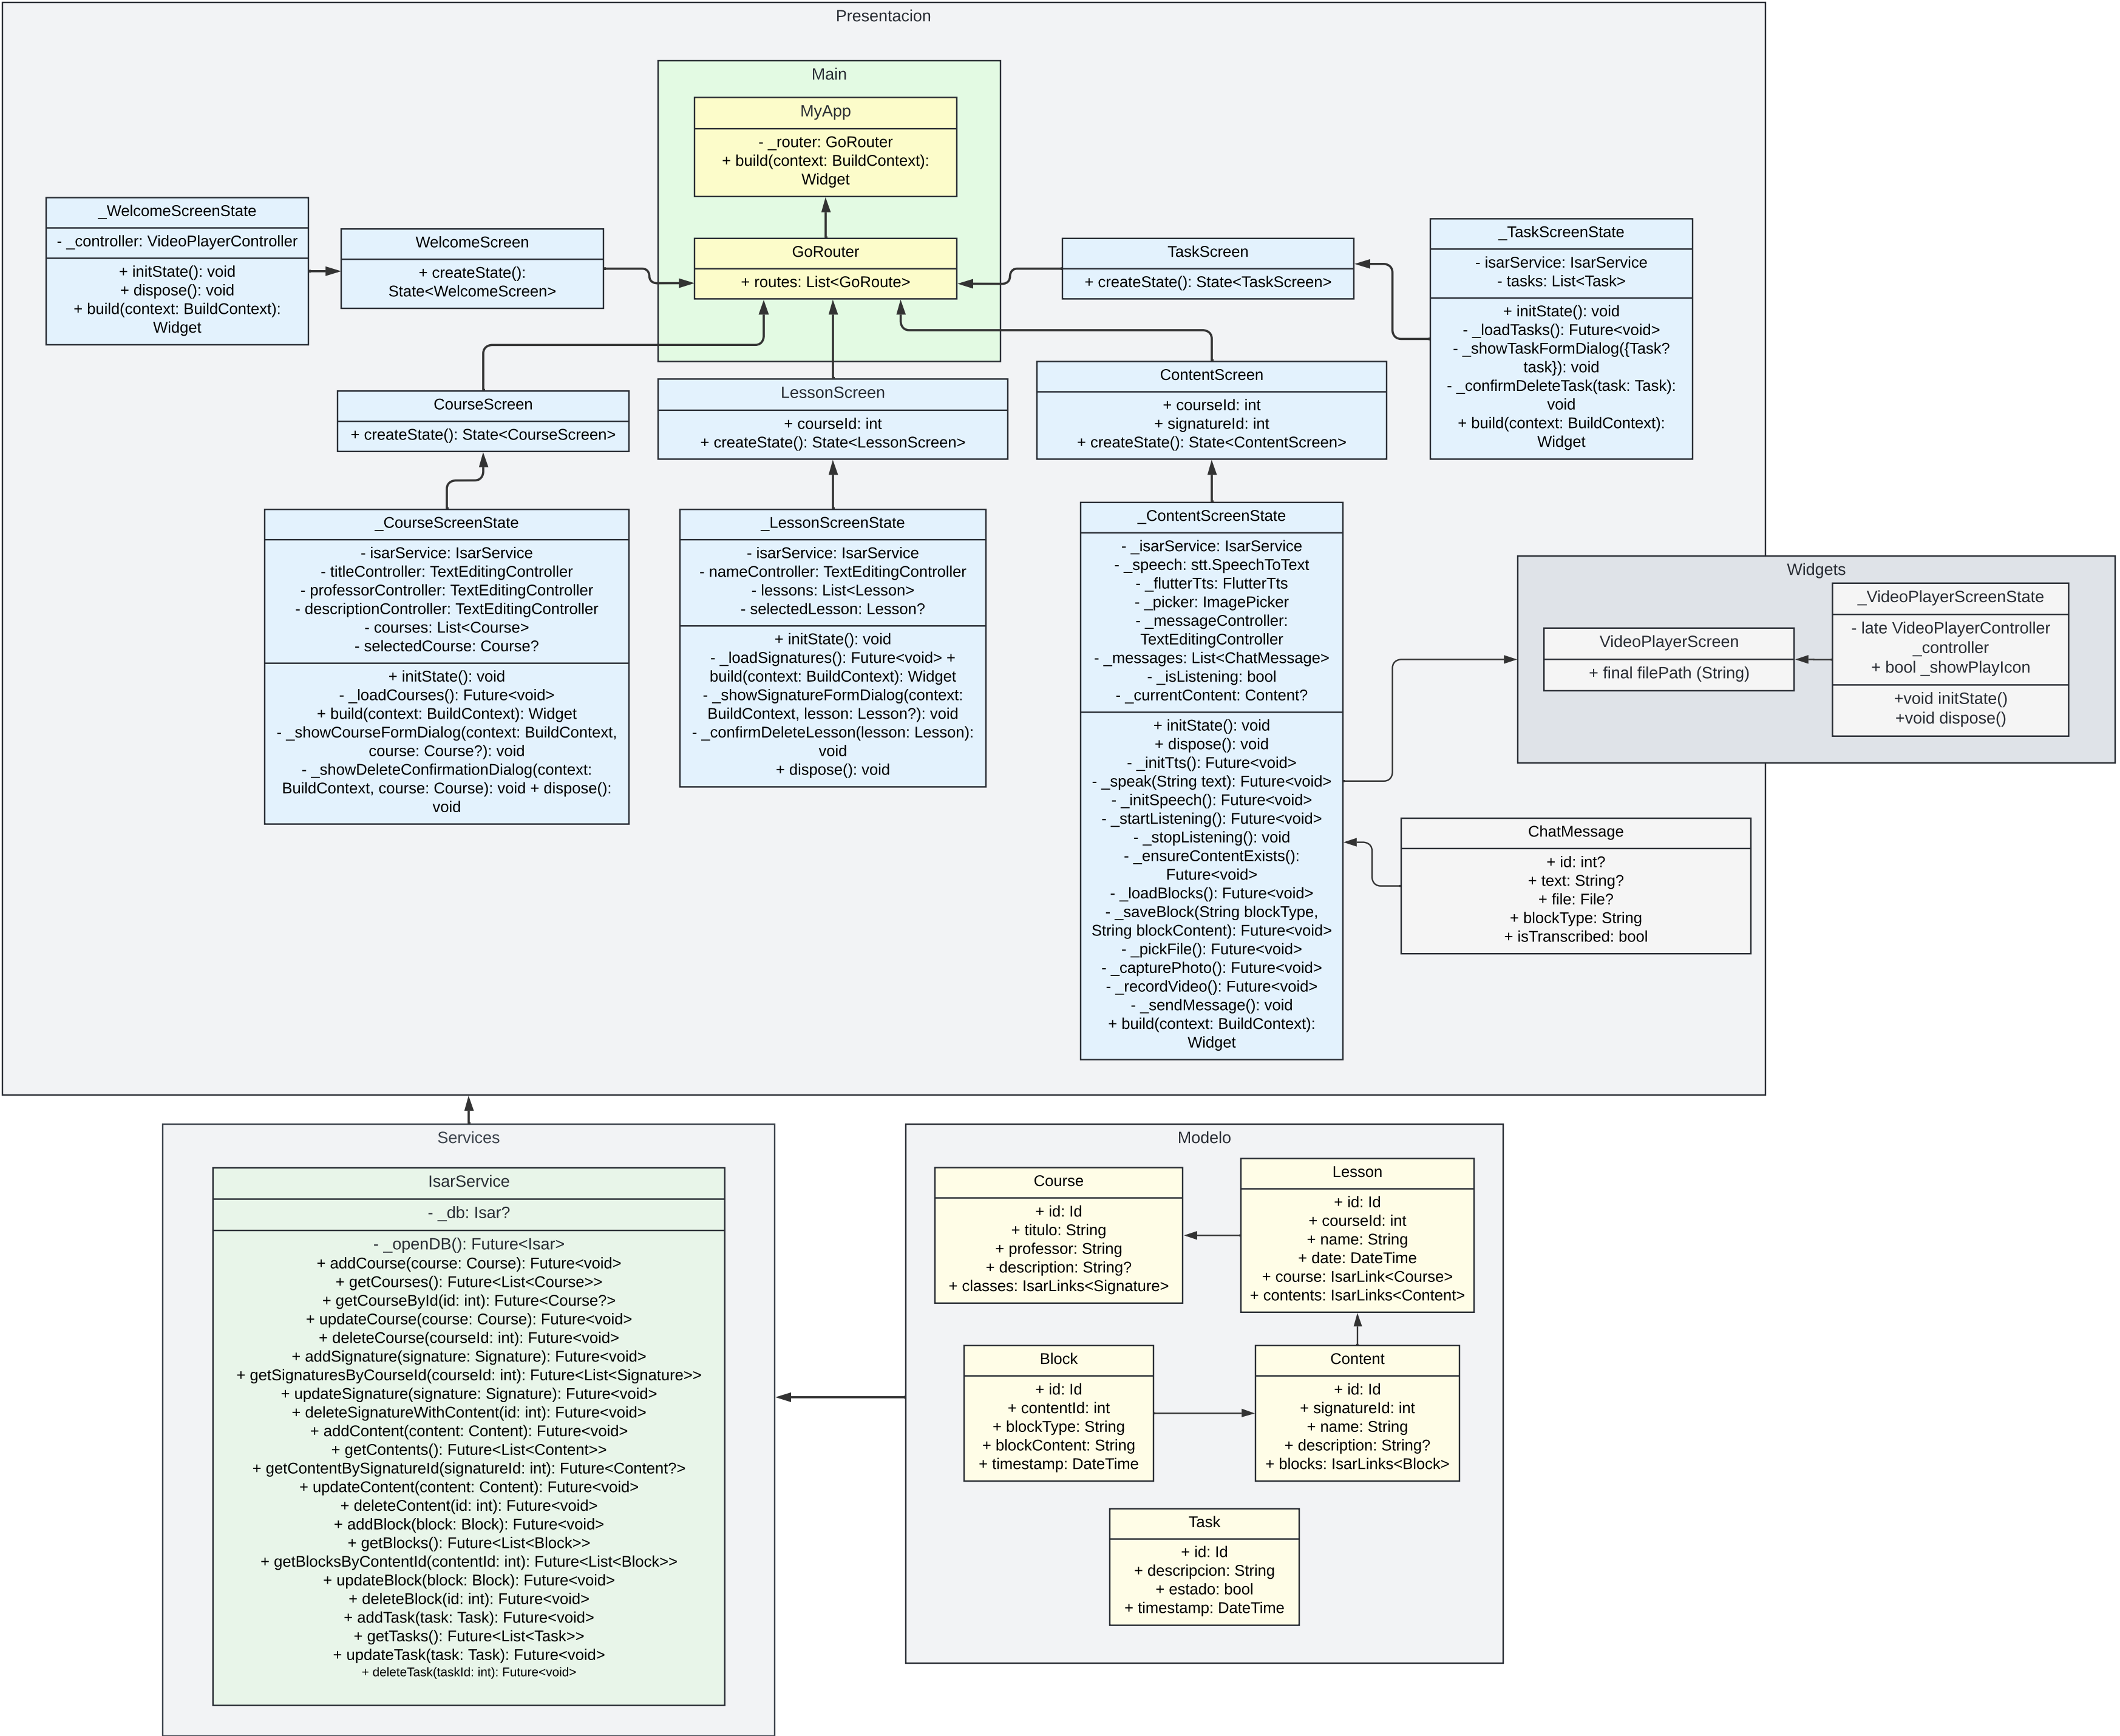 Presentacion
Main
MyApp
- _router: GoRouter
+ build(context: BuildContext):
Widget
GoRouter
+ routes: List<GoRoute>
_WelcomeScreenState
- _controller: VideoPlayerController
+ initState(): void
+ dispose(): void
+ build(context: BuildContext):
Widget
WelcomeScreen
+ createState():
State<WelcomeScreen>
TaskScreen
+ createState(): State<TaskScreen>
_TaskScreenState
- isarService: IsarService
- tasks: List<Task>
+ initState(): void
- _loadTasks(): Future<void>
- _showTaskFormDialog({Task?
task}): void
- _confirmDeleteTask(task: Task):
void
+ build(context: BuildContext):
Widget
CourseScreen
+ createState(): State<CourseScreen>
LessonScreen
+ courseId: int
+ createState(): State<LessonScreen>
ContentScreen
+ courseId: int
+ signatureId: int
+ createState(): State<ContentScreen>
_CourseScreenState
- isarService: IsarService
- titleController: TextEditingController
- professorController: TextEditingController
- descriptionController: TextEditingController
- courses: List<Course>
- selectedCourse: Course?
+ initState(): void
- _loadCourses(): Future<void>
+ build(context: BuildContext): Widget
- _showCourseFormDialog(context: BuildContext,
course: Course?): void
- _showDeleteConfirmationDialog(context:
BuildContext, course: Course): void + dispose():
void
_LessonScreenState
- isarService: IsarService
- nameController: TextEditingController
- lessons: List<Lesson>
- selectedLesson: Lesson?
+ initState(): void
- _loadSignatures(): Future<void> +
build(context: BuildContext): Widget
- _showSignatureFormDialog(context:
BuildContext, lesson: Lesson?): void
- _confirmDeleteLesson(lesson: Lesson):
void
+ dispose(): void
_ContentScreenState
- _isarService: IsarService
- _speech: stt.SpeechToText
- _flutterTts: FlutterTts
- _picker: ImagePicker
- _messageController:
TextEditingController
- _messages: List<ChatMessage>
- _isListening: bool
- _currentContent: Content?
+ initState(): void
+ dispose(): void
- _initTts(): Future<void>
- _speak(String text): Future<void>
- _initSpeech(): Future<void>
- _startListening(): Future<void>
- _stopListening(): void
- _ensureContentExists():
Future<void>
- _loadBlocks(): Future<void>
- _saveBlock(String blockType,
String blockContent): Future<void>
- _pickFile(): Future<void>
- _capturePhoto(): Future<void>
- _recordVideo(): Future<void>
- _sendMessage(): void
+ build(context: BuildContext):
Widget
Widgets
VideoPlayerScreen
+ final filePath (String)
_VideoPlayerScreenState
- late VideoPlayerController
_controller
+ bool _showPlayIcon
+void initState()
+void dispose()
ChatMessage
+ id: int?
+ text: String?
+ file: File?
+ blockType: String
+ isTranscribed: bool
Services
IsarService
- _db: Isar?
- _openDB(): Future<Isar>
+ addCourse(course: Course): Future<void>
+ getCourses(): Future<List<Course>>
+ getCourseById(id: int): Future<Course?>
+ updateCourse(course: Course): Future<void>
+ deleteCourse(courseId: int): Future<void>
+ addSignature(signature: Signature): Future<void>
+ getSignaturesByCourseId(courseId: int): Future<List<Signature>>
+ updateSignature(signature: Signature): Future<void>
+ deleteSignatureWithContent(id: int): Future<void>
+ addContent(content: Content): Future<void>
+ getContents(): Future<List<Content>>
+ getContentBySignatureId(signatureId: int): Future<Content?>
+ updateContent(content: Content): Future<void>
+ deleteContent(id: int): Future<void>
+ addBlock(block: Block): Future<void>
+ getBlocks(): Future<List<Block>>
+ getBlocksByContentId(contentId: int): Future<List<Block>>
+ updateBlock(block: Block): Future<void>
+ deleteBlock(id: int): Future<void>
+ addTask(task: Task): Future<void>
+ getTasks(): Future<List<Task>>
+ updateTask(task: Task): Future<void>
+ deleteTask(taskId: int): Future<void>
Modelo
Course
+ id: Id
+ titulo: String
+ professor: String
+ description: String?
+ classes: IsarLinks<Signature>
Lesson
+ id: Id
+ courseId: int
+ name: String
+ date: DateTime
+ course: IsarLink<Course>
+ contents: IsarLinks<Content>
Block
+ id: Id
+ contentId: int
+ blockType: String
+ blockContent: String
+ timestamp: DateTime
Content
+ id: Id
+ signatureId: int
+ name: String
+ description: String?
+ blocks: IsarLinks<Block>
Task
+ id: Id
+ descripcion: String
+ estado: bool
+ timestamp: DateTime